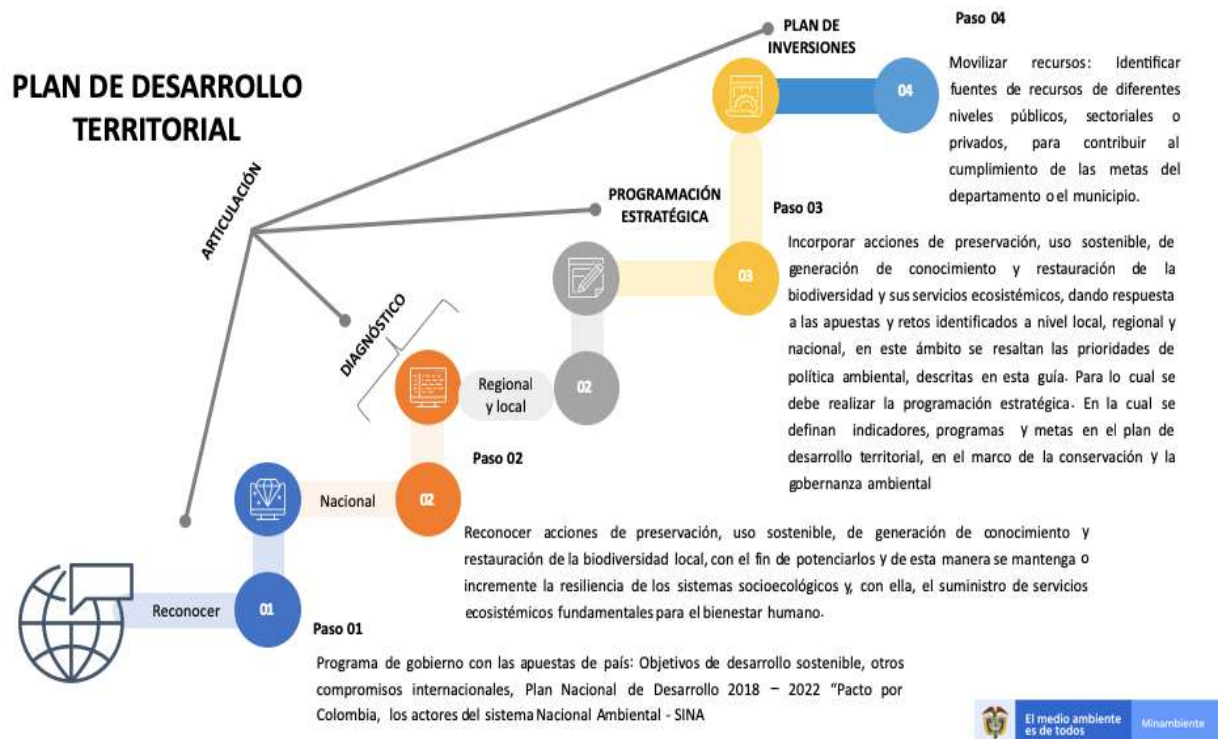 PLAN DE DESARROLLO
TERRITORIAL
ARTICULACIÓN
PLAN DE
INVERSIONES
PROGRAMACIÓN
ESTRATÉGICA
DIAGNÓSTICO
Paso 04
04
Movilizar recursos: Identificar
fuentes de recursos de diferentes
niveles públicos, sectoriales o
privados, para contribuir al
cumplimiento de las metas del
departamento o el municipio.
Paso 03
03
Incorporar acciones de preservación, uso sostenible, de
generación de conocimiento y restauración de la
biodiversidad y sus servicios ecosistémicos, dando respuesta
a las apuestas y retos identificados a nivel local, regional y
nacional, en este ámbito se resaltan las prioridades de
política ambiental, descritas en esta guía. Para lo cual se
debe realizar la programación estratégica. En la cual se
definan indicadores, programas y metas en el plan de
desarrollo territorial, en el marco de la conservación y la
gobernanza ambiental
Regional
y local
02
Paso 02
Nacional
02
Reconocer acciones de preservación, uso sostenible, de generación de conocimiento y
restauración de la biodiversidad local, con el fin de potenciarlos y de esta manera se mantenga o
incremente la resiliencia de los sistemas socioecológicos y, con ella, el suministro de servicios
ecosistémicos fundamentales para el bienestar humano.
Reconocer
01
Paso 01
Programa de gobierno con las apuestas de país: Objetivos de desarrollo sostenible, otros
compromisos internacionales, Plan Nacional de Desarrollo 2018 – 2022 "Pacto por
Colombia, los actores del sistema Nacional Ambiental - SINA
El medio ambiente
es de todos
Minambiente